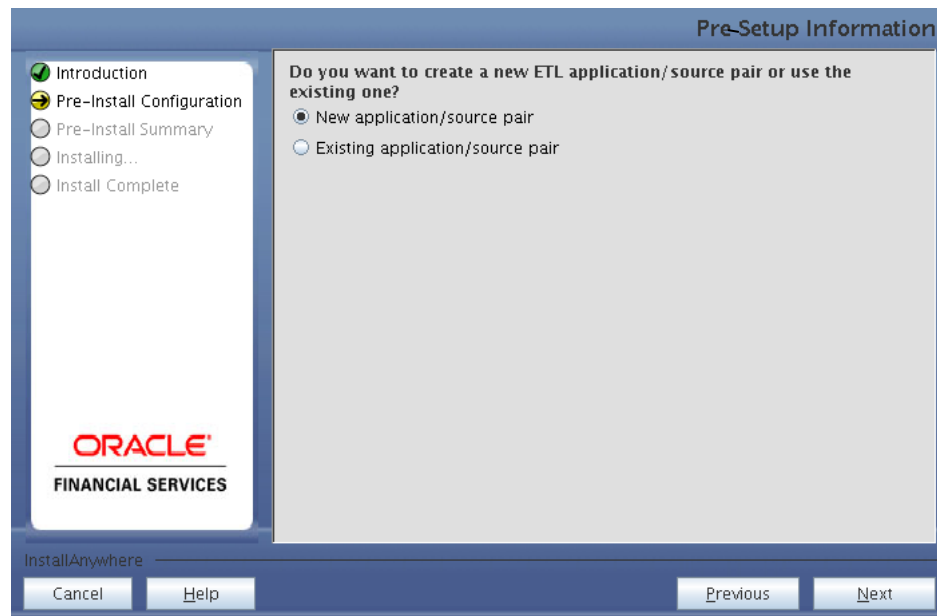 Pre-Setup Information
Introduction
Pre-Install Configuration
Pre-Install Summary
Installing...
Install Complete
Do you want to create a new ETL application/source pair or use the
existing one?
New application/source pair
Existing application/source pair
ORACLE
FINANCIAL SERVICES
InstallAnywhere
Cancel
Help
Previous
Next